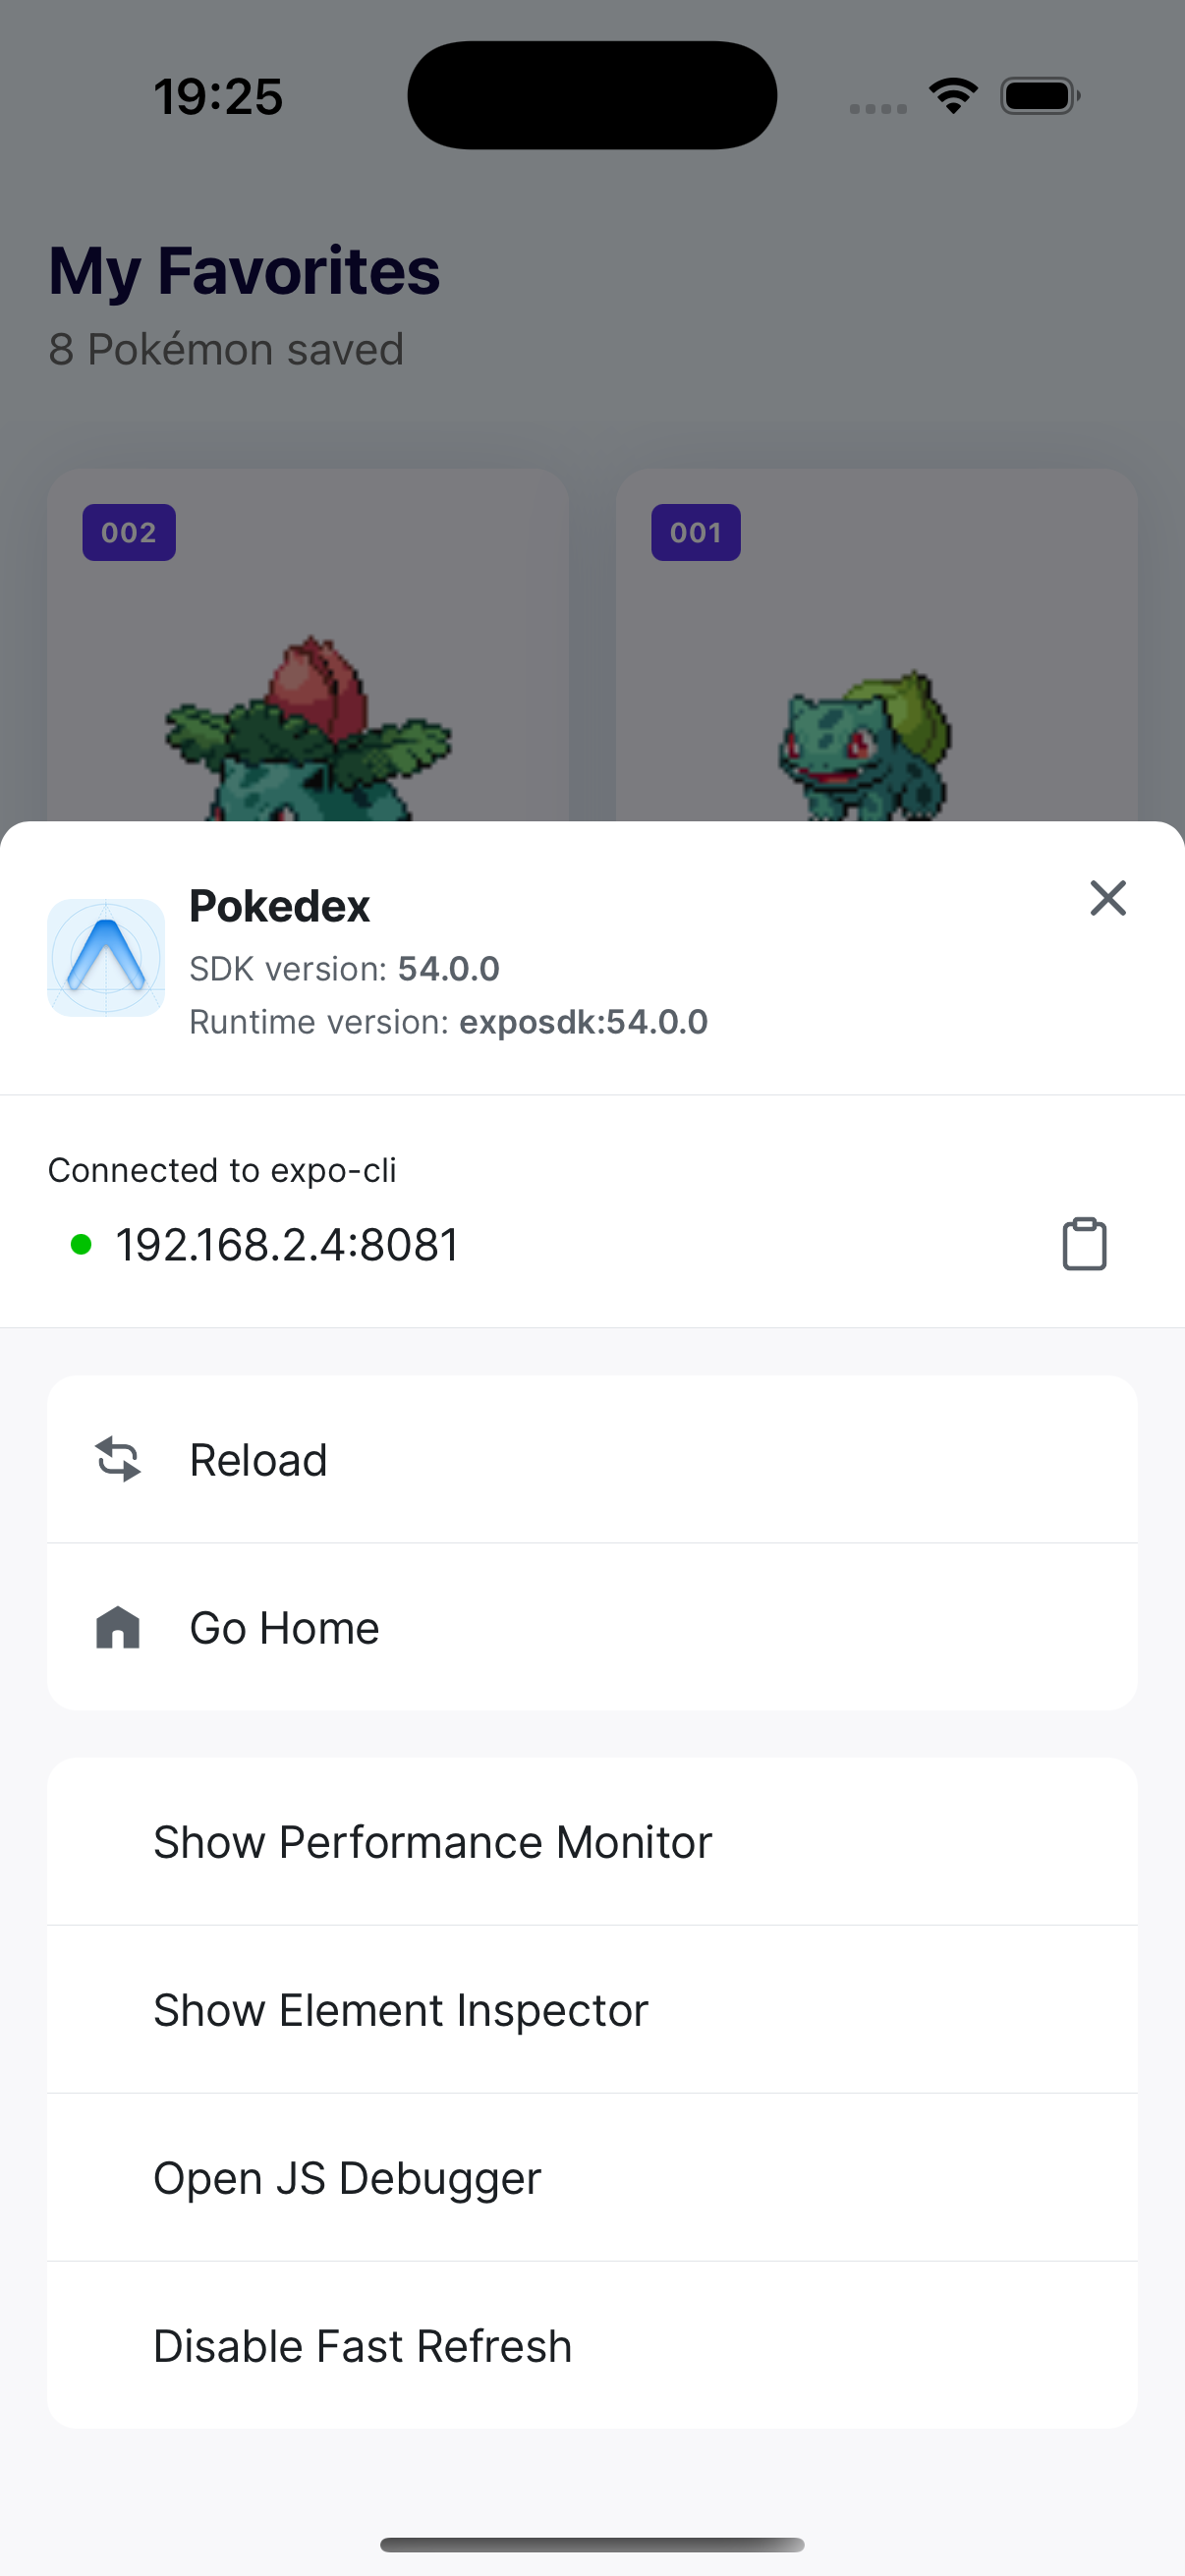 19:25
My Favorites
8 Pokémon saved
002
001
Pokedex
SDK version: 54.0.0
Runtime version: exposdk:54.0.0
Connected to expo-cli
192.168.2.4:8081
Reload
Go Home
Show Performance Monitor
Show Element Inspector
Open JS Debugger
Disable Fast Refresh